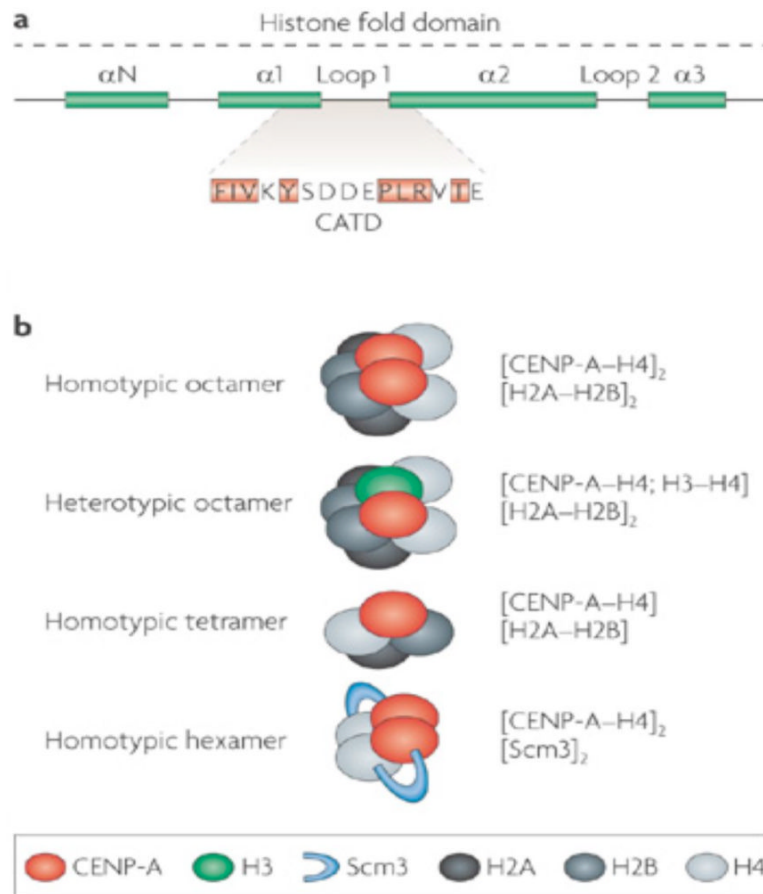 a
Histone fold domain
αN α1 Loop 1 α2 Loop 2 α3
FIVKYSDDEPLRVTE
CATD
b
Homotypic octamer
[CENP-A–H4]₂
[H2A–H2B]₂
Heterotypic octamer
[CENP-A–H4; H3–H4]
[H2A–H2B]₂
Homotypic tetramer
[CENP-A–H4]
[H2A–H2B]
Homotypic hexamer
[CENP-A–H4]₂
[Scm3]₂
CENP-A H3 Scm3 H2A H2B H4